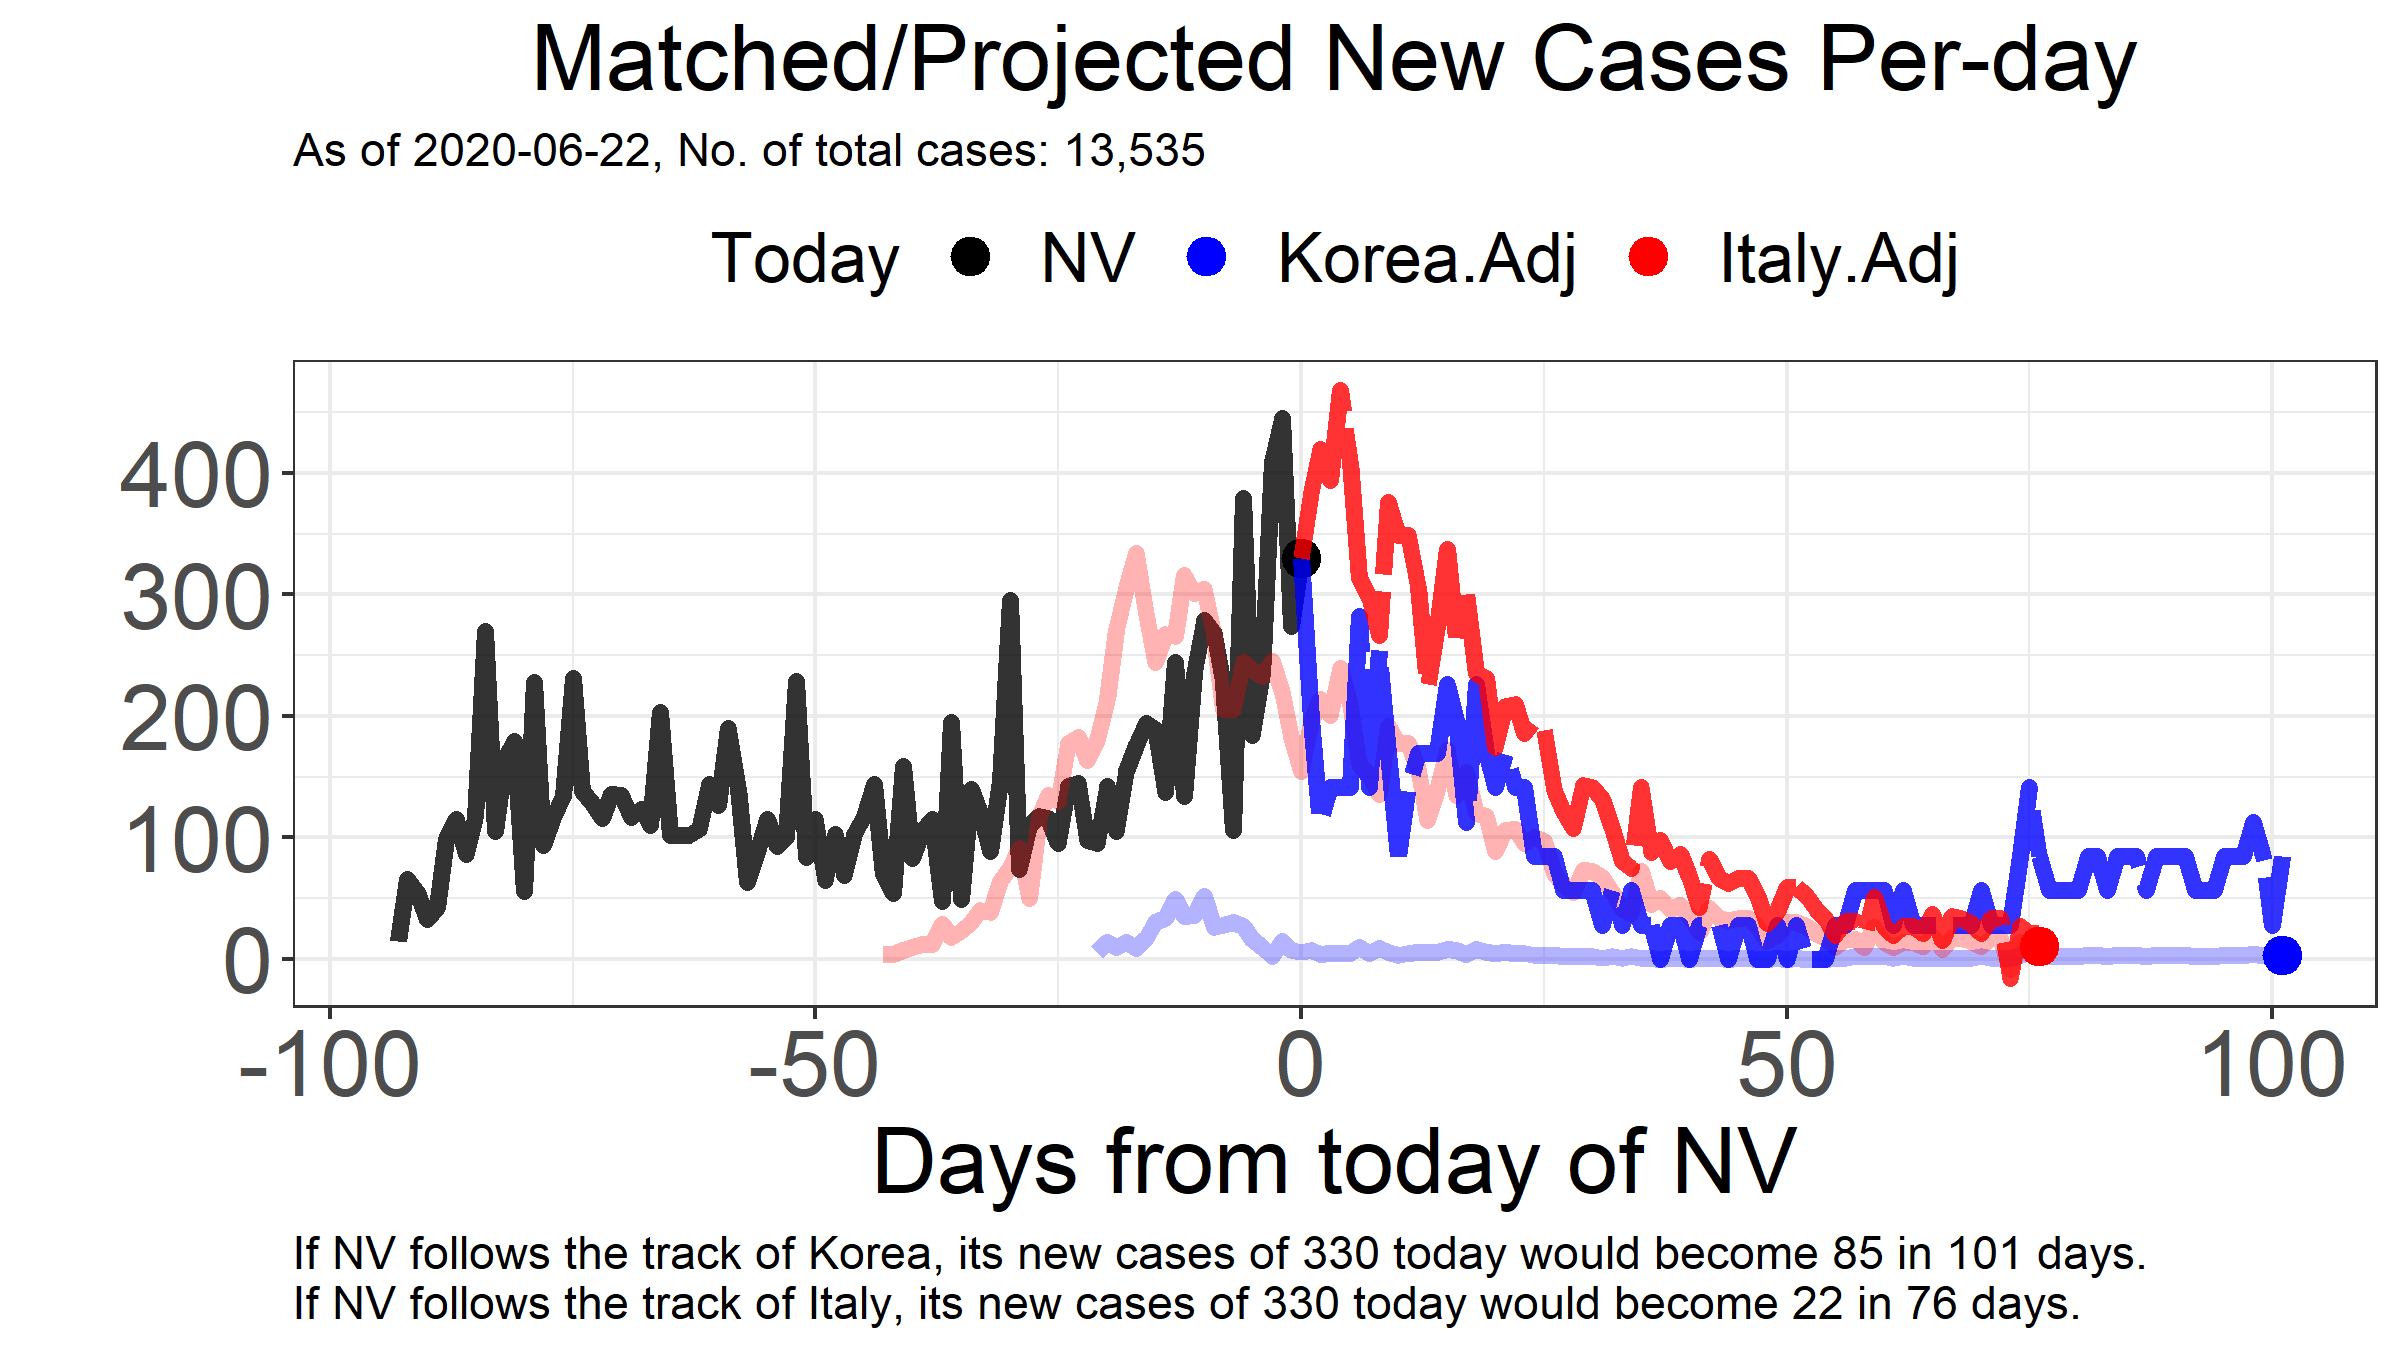 Matched/Projected New Cases Per-day
As of 2020-06-22, No. of total cases: 13,535
Today NV Korea.Adj Italy.Adj
400
300
200
100
0
-100 -50 0 50 100
Days from today of NV
If NV follows the track of Korea, its new cases of 330 today would become 85 in 101 days.
If NV follows the track of Italy, its new cases of 330 today would become 22 in 76 days.